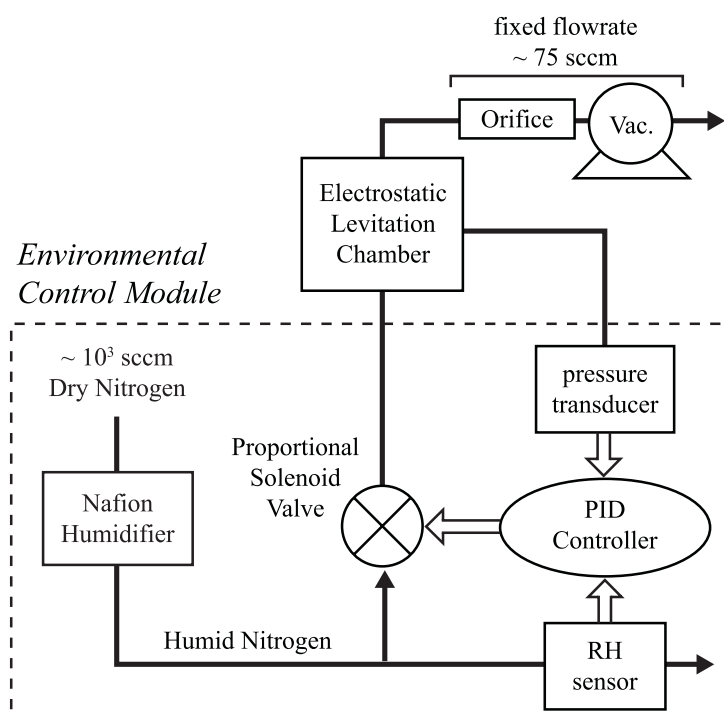 fixed flowrate
~ 75 sccm
Orifice
Vac.
Electrostatic
Levitation
Chamber
Environmental
Control Module
~ 10³ sccm
Dry Nitrogen
pressure
transducer
Proportional
Solenoid
Valve
Nafion
Humidifier
PID
Controller
Humid Nitrogen
RH
sensor